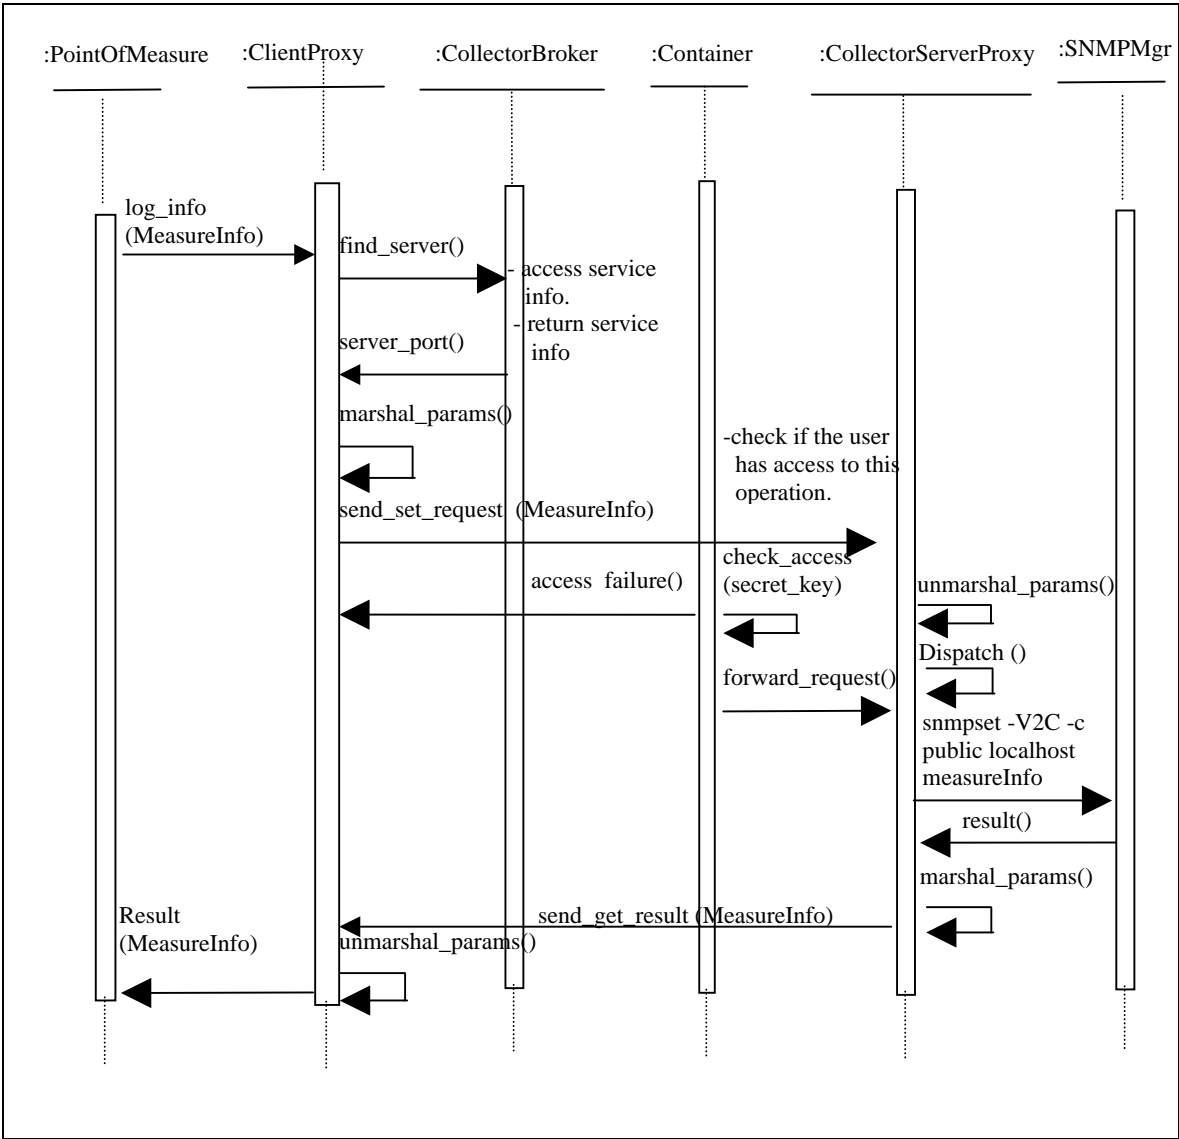 :PointOfMeasure
:ClientProxy
:CollectorBroker
:Container
:CollectorServerProxy
:SNMPMgr
log_info
(MeasureInfo)
find_server()
- access service
info.
- return service
info
server_port()
marshal_params()
-check if the user
has access to this
operation.
send_set_request (MeasureInfo)
check_access
(secret_key)
access failure()
unmarshal_params()
Dispatch ()
forward_request()
snmpset -V2C -c
public localhost
measureInfo
result()
marshal_params()
send_get_result (MeasureInfo)
Result
(MeasureInfo)
unmarshal_params()